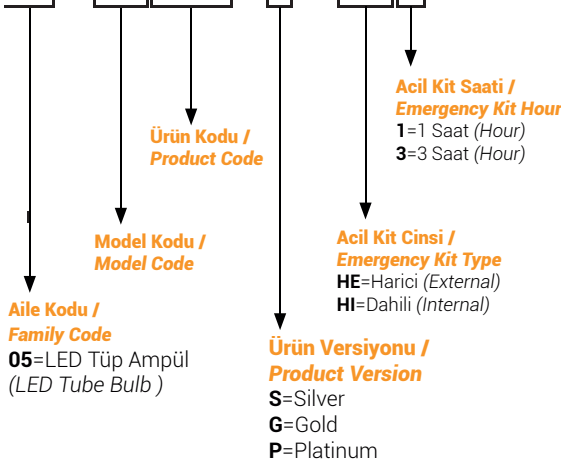 Acil Kit Saati /
Emergency Kit Hour
1=1 Saat (Hour)
3=3 Saat (Hour)
Ürün Kodu /
Product Code
Model Kodu /
Model Code
Acil Kit Cinsi /
Emergency Kit Type
HE=Harici (External)
HI=Dahili (Internal)
Aile Kodu /
Family Code
05=LED Tüp Ampül
(LED Tube Bulb )
Ürün Versiyonu /
Product Version
S=Silver
G=Gold
P=Platinum